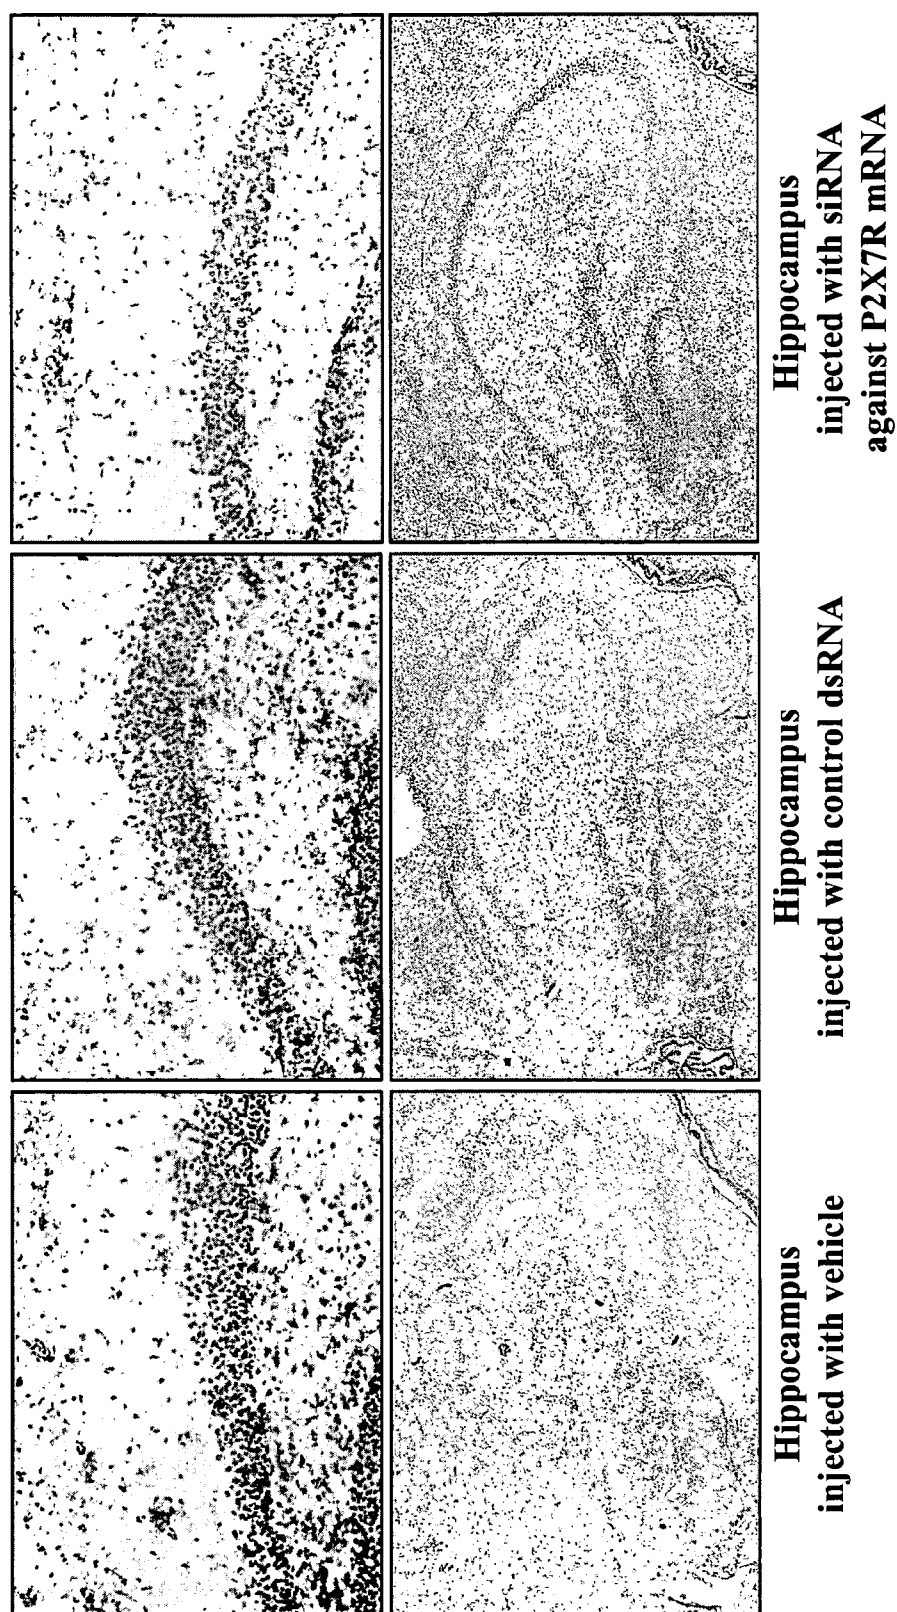 Hippocampus
injected with vehicle
Hippocampus
injected with control dsRNA
Hippocampus
injected with siRNA
against P2X7R mRNA